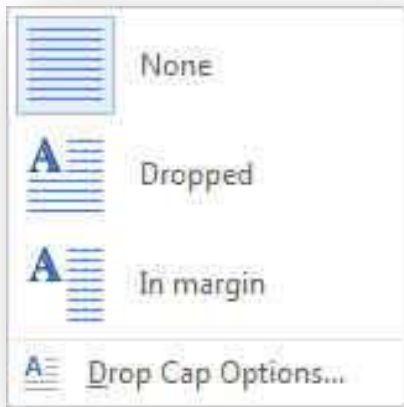 None
A
Dropped
A
In margin
A
Drop Cap Options...